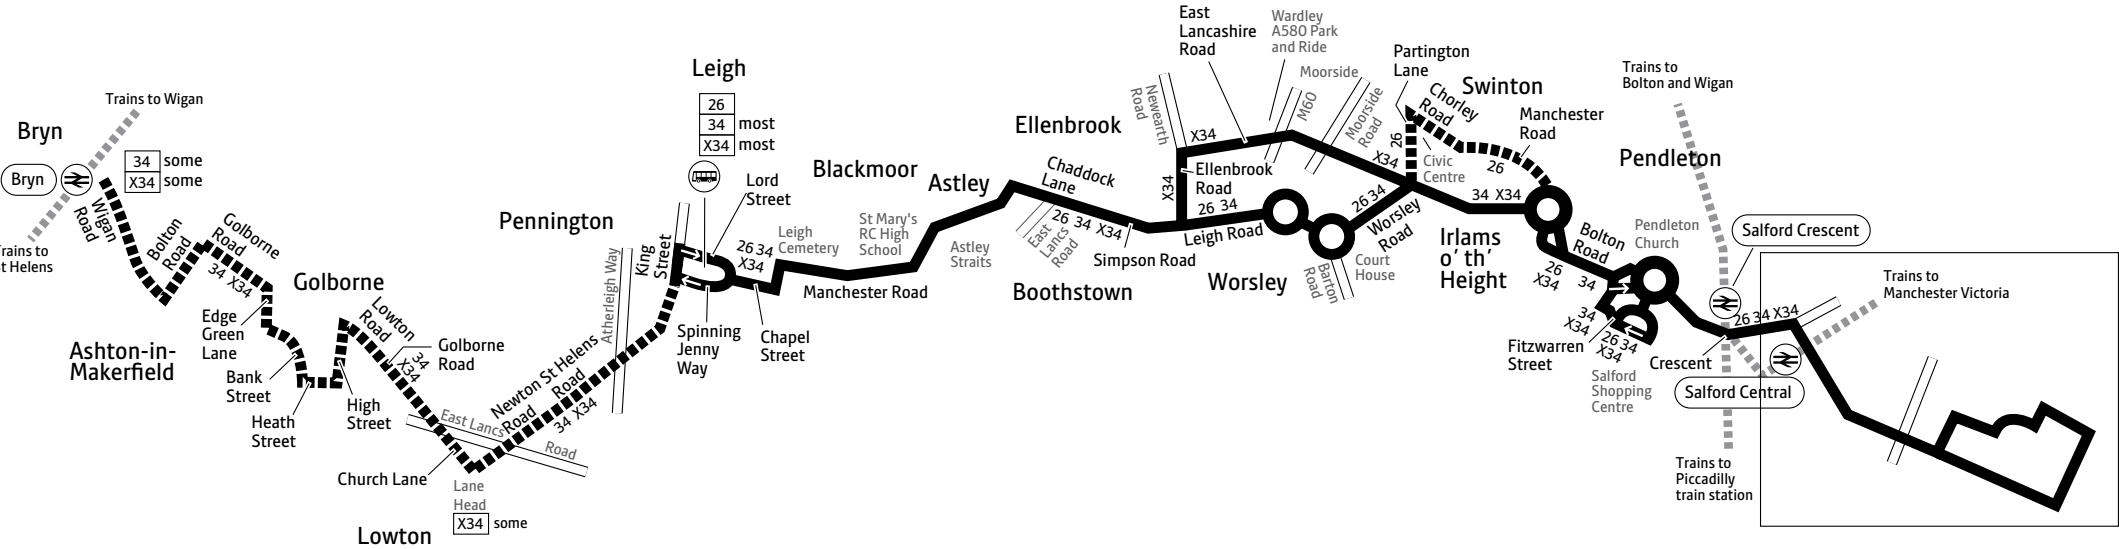 Trains to Wigan
Bryn
Bryn
34 some
X34 some
Trains to
St Helens
Wigan
Road
Bolton
Road
Golborne
Road
34 X34
Edge
Green
Lane
Ashton-in-
Makerfield
Bank
Street
Heath
Street
Golborne
High
Street
Lowton
Road
34
X34
Golborne
Road
East Lancs
Road
Church Lane
Lane
Head
X34 some
Lowton
Newton St Helens
Road Road
34 X34
Pennington
Atherleigh Way
King
Street
Leigh
26
34 most
X34 most
Lord
Street
Spinning
Jenny
Way
26 34
X34
Leigh
Cemetery
Chapel
Street
Manchester Road
Blackmoor
St Mary's
RC High
School
Astley
Astley
Straits
Chaddock
Lane
East
Lancs
Road
26 34 X34
Simpson Road
Boothstown
Ellenbrook
Newearth
Road
X34
X34
East
Lancashire
Road
Ellenbrook
Road
26 34
Leigh Road
Worsley
Wardley
A580 Park
and Ride
M60
Moorside
Moorside
Road
X34
Barton
Road
Court
House
26 34
Worsley
Road
Partington
Lane
26
Civic
Centre
Chorley
Road
Swinton
26
Manchester
Road
34 X34
Irlams
o' th'
Height
26
X34
34
Bolton
Road
Pendleton
Church
34
X34
26 34
X34
Fitzwarren
Street
Salford
Shopping
Centre
Pendleton
Trains to
Bolton and Wigan
Salford Crescent
26 34 X34
Crescent
Salford Central
Trains to
Manchester Victoria
Trains to
Piccadilly
train station